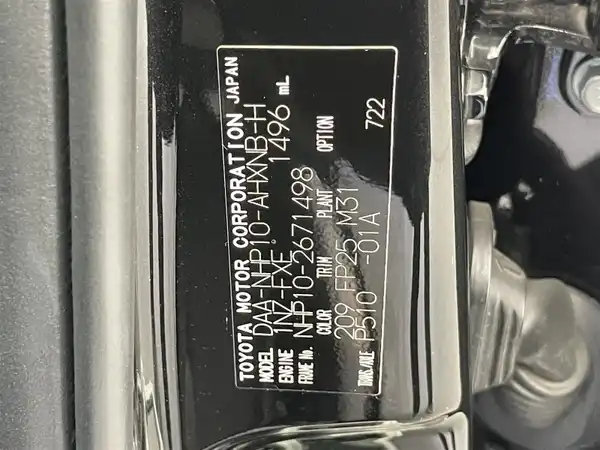 TOYOTA MOTOR CORPORATION JAPAN
MODEL DAA-NHP10-AHXNB-H
ENGINE 1NZ-FXE 1496 mL
FRAME No. NHP10-2671498
COLOR TRIM PLANT OPTION
209 FP25 M31
TRANS./AXLE P510 -01A 722